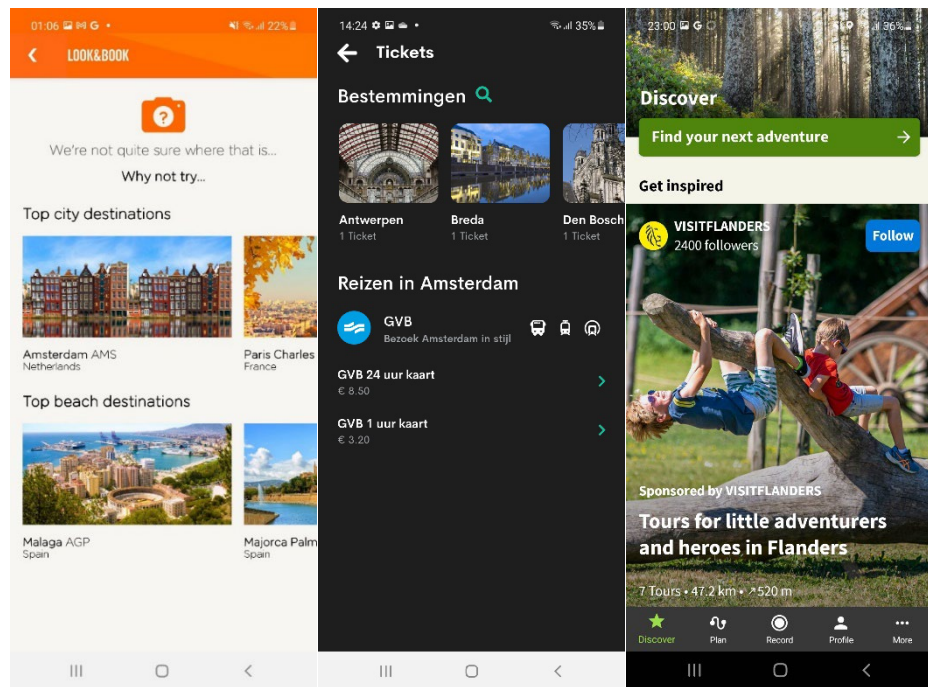 01:06 G 22%
LOOK&BOOK
?
We're not quite sure where that is...
Why not try...
Top city destinations
Amsterdam AMS
Netherlands
Paris Charles
France
Top beach destinations
Malaga AGP
Spain
Majorca Palm
Spain
14:24 35%
Tickets
Bestemmingen
Antwerpen
1 Ticket
Breda
1 Ticket
Den Bosch
1 Ticket
Reizen in Amsterdam
GVB
Bezoek Amsterdam in stijl
GVB 24 uur kaart
€ 8.50
GVB 1 uur kaart
€ 3.20
23:00 G 36%
Discover
Find your next adventure
Get inspired
VISITFLANDERS
2400 followers
Follow
Sponsored by VISITFLANDERS
Tours for little adventurers
and heroes in Flanders
7 Tours • 47.2 km • ↗520 m
Discover
Plan
Record
Profile
More